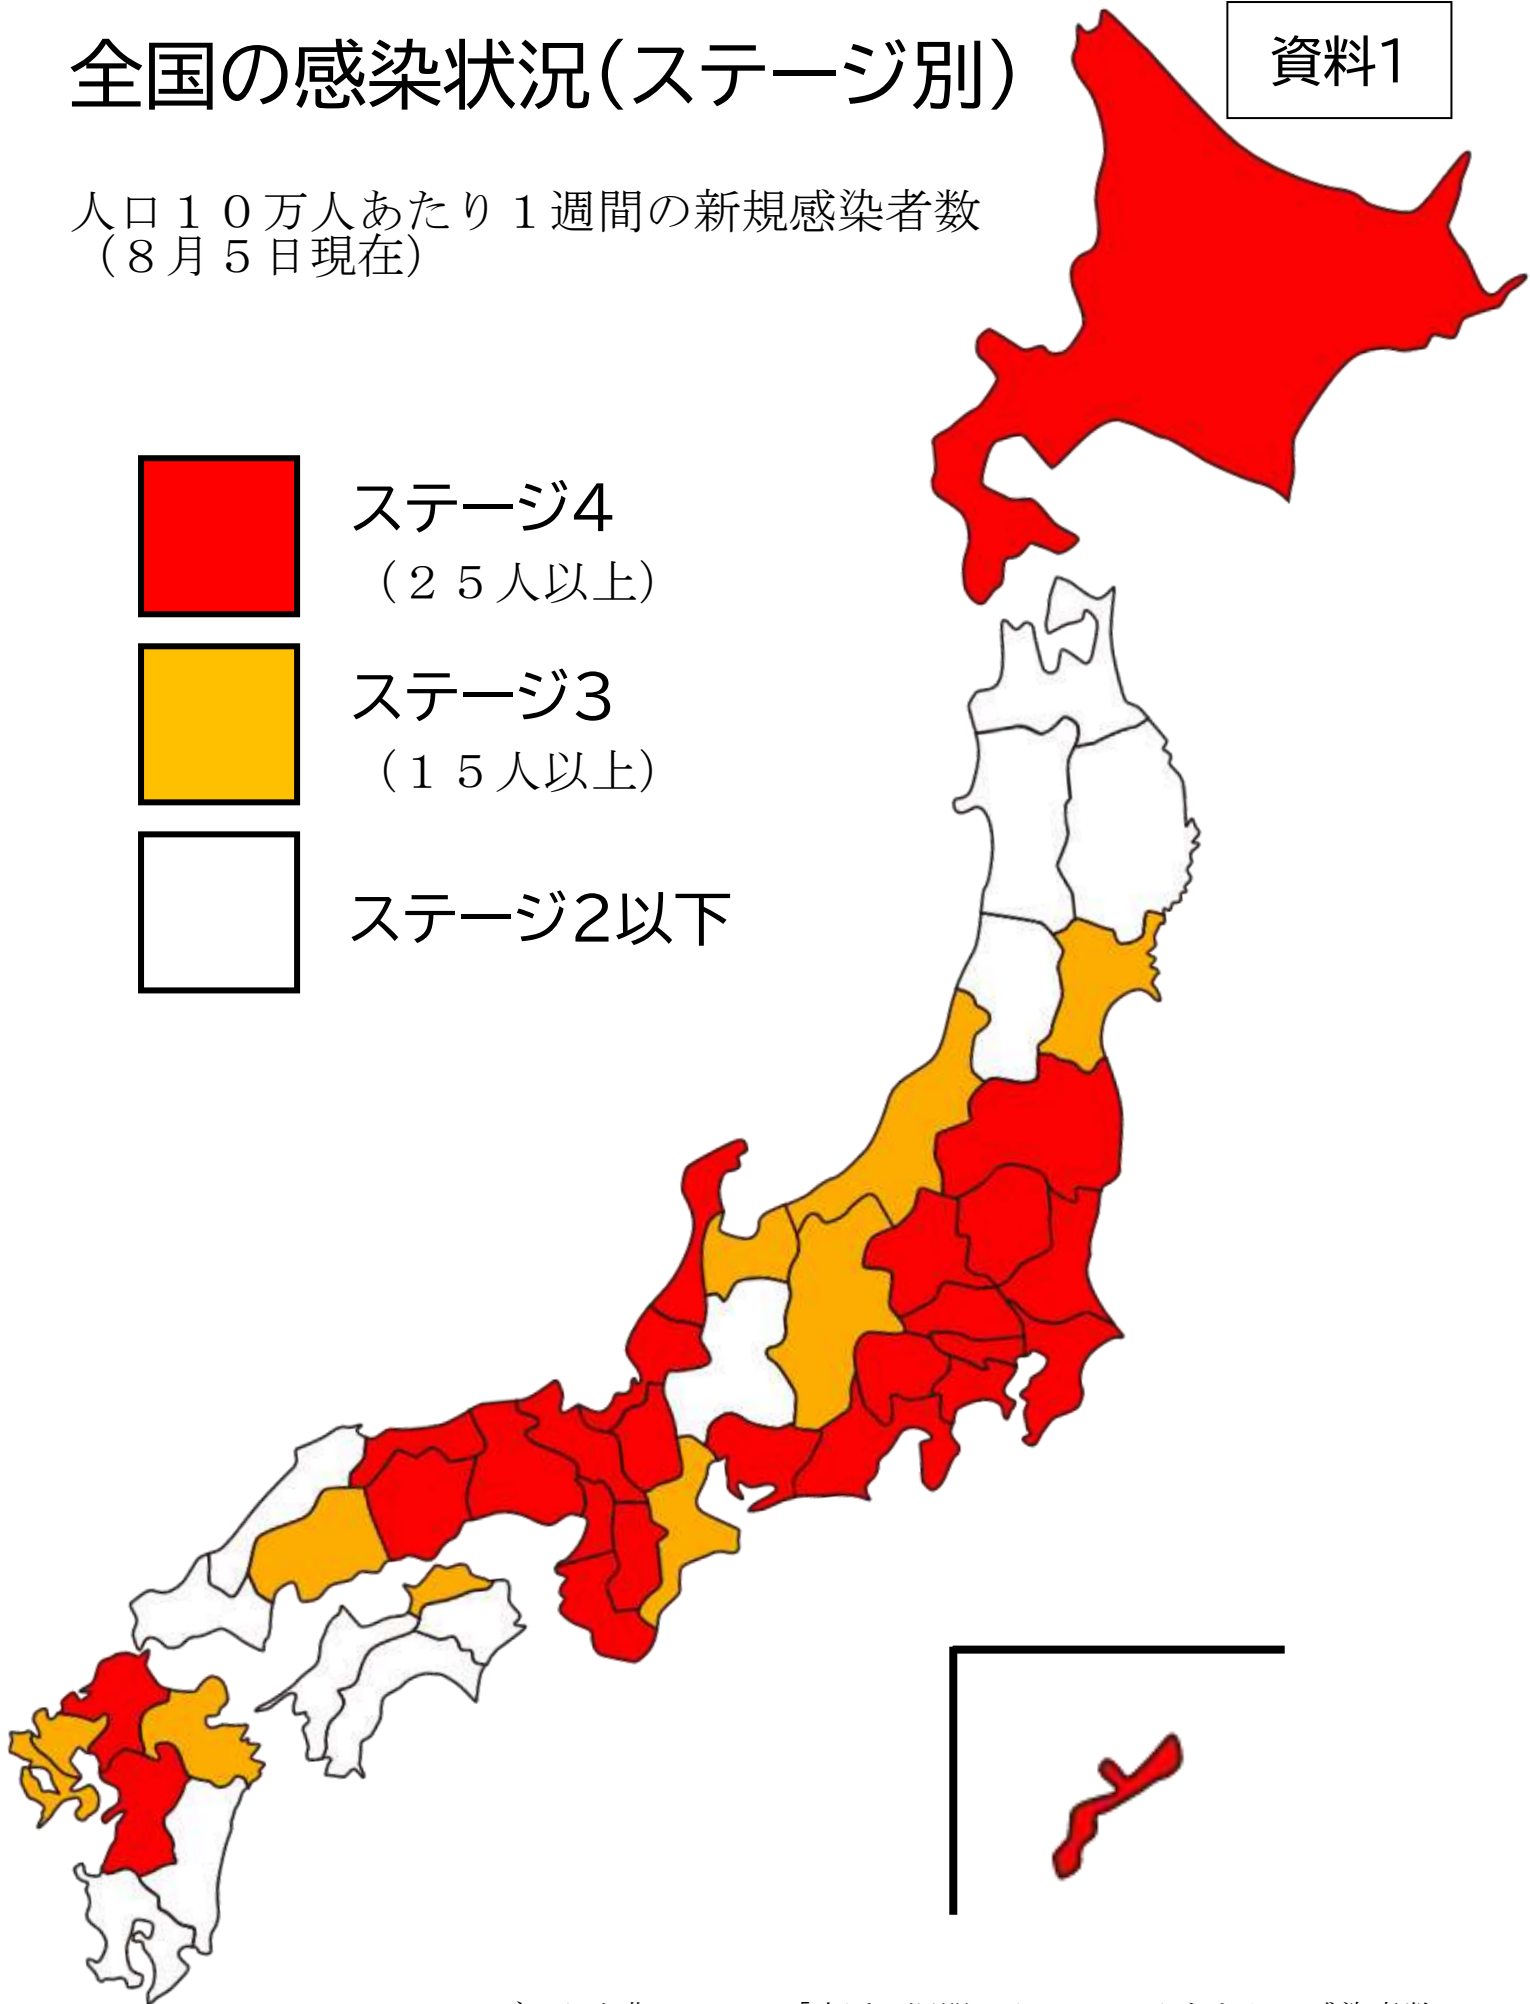 全国の感染状況(ステージ別)
資料1
人口１０万人あたり１週間の新規感染者数
（８月５日現在）
ステージ4
（２５人以上）
ステージ3
（１５人以上）
ステージ2以下